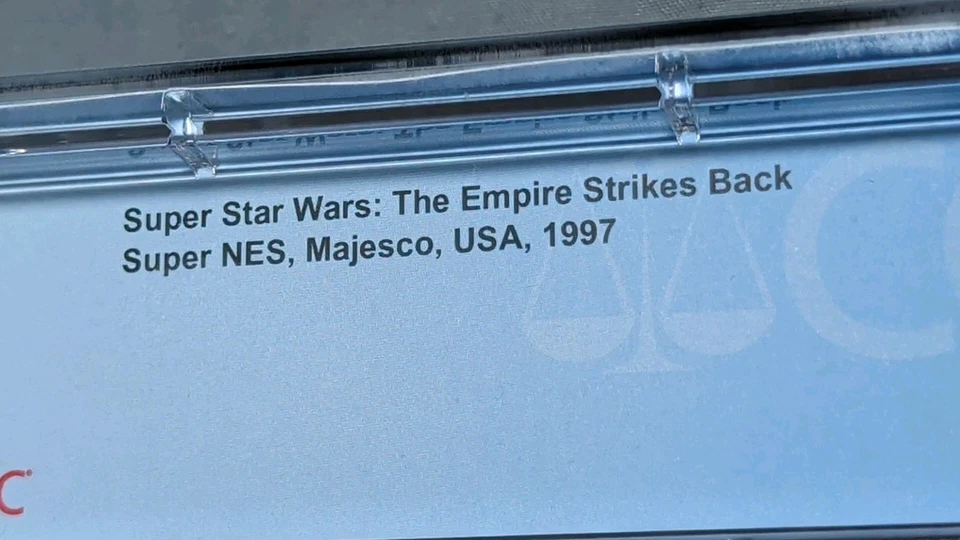 Super Star Wars: The Empire Strikes Back
Super NES, Majesco, USA, 1997
C